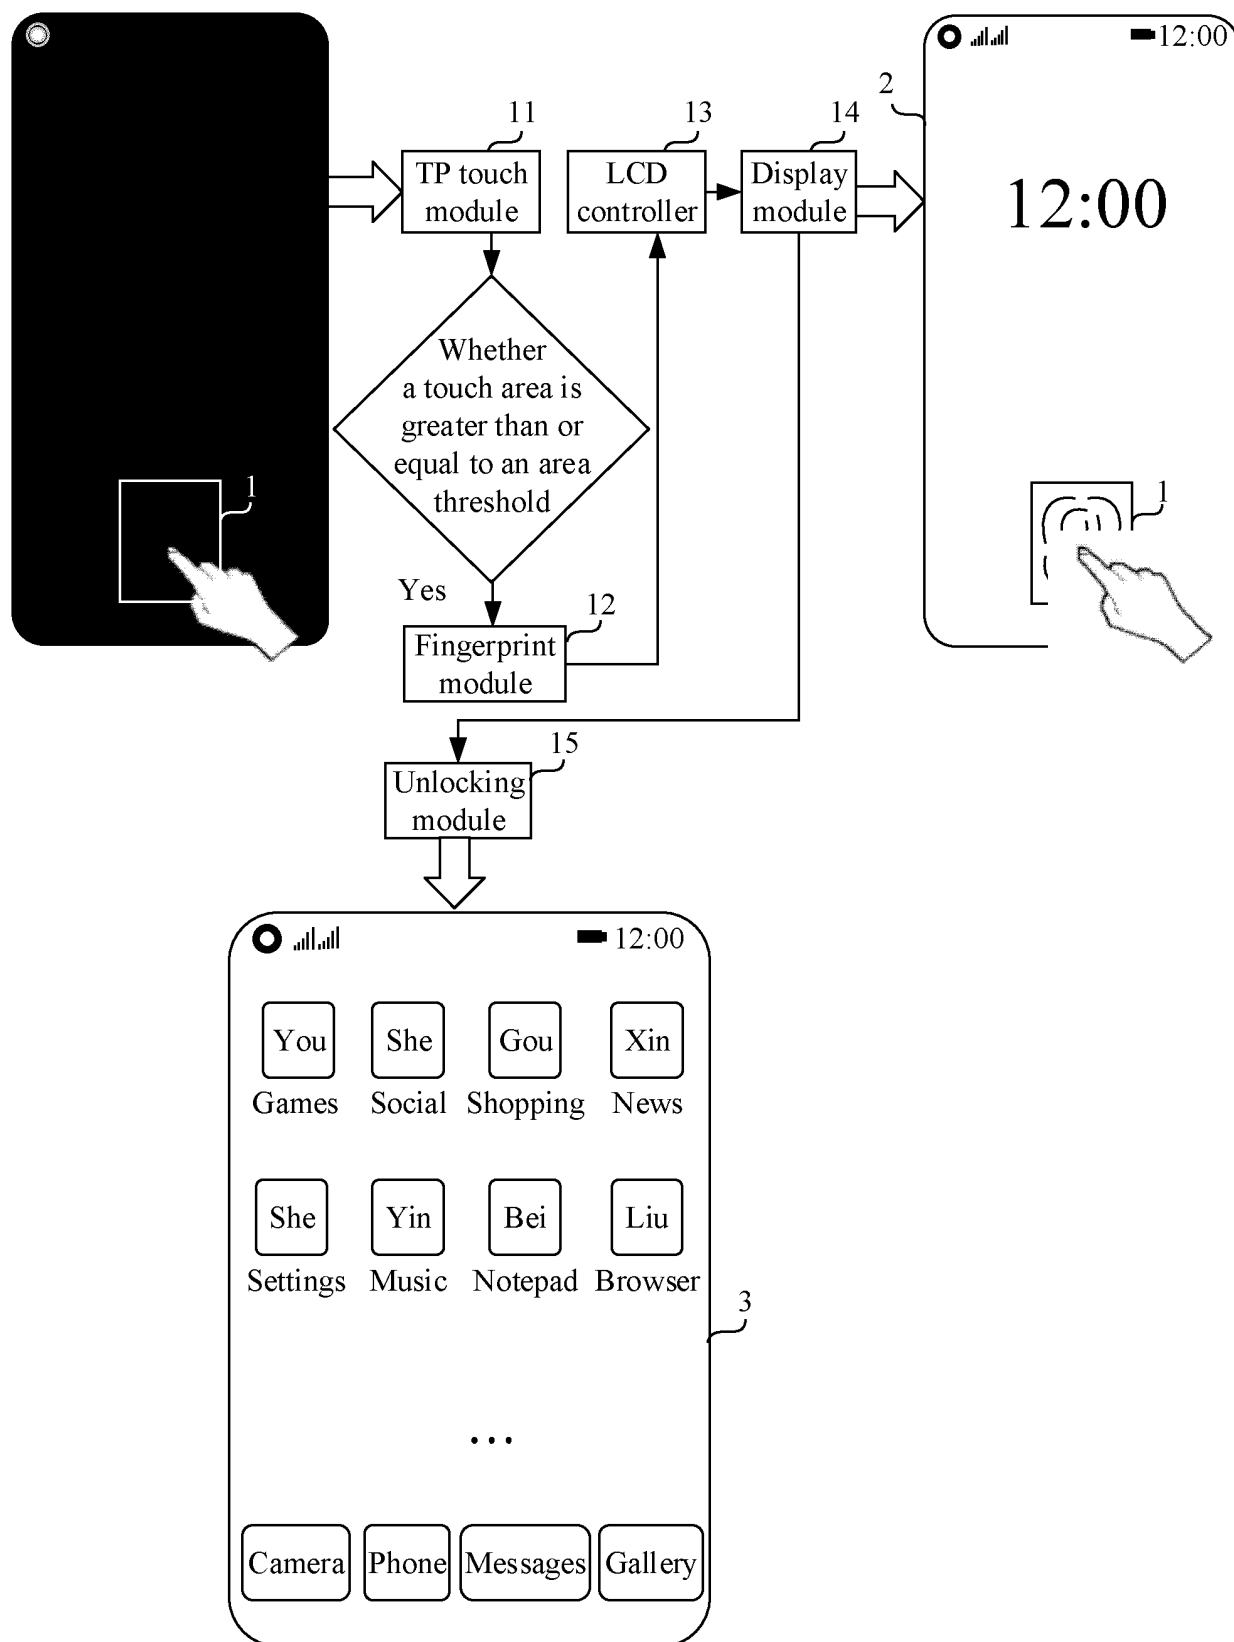 12:00
2
11
13
14
TP touch
module
LCD
controller
Display
module
12:00
Whether
a touch area is
greater than or
equal to an area
threshold
1
1
Yes
12
Fingerprint
module
15
Unlocking
module
12:00
You
She
Gou
Xin
Games
Social
Shopping
News
She
Yin
Bei
Liu
Settings
Music
Notepad
Browser
3
...
Camera
Phone
Messages
Gallery